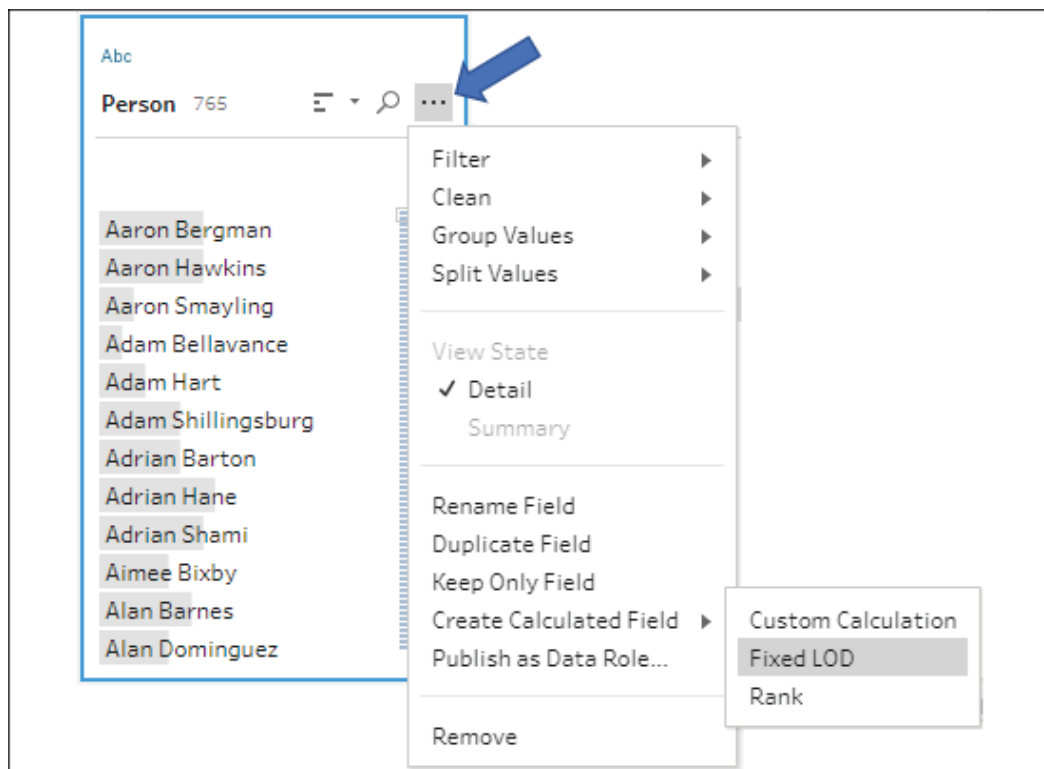 Abc
Person 765
Filter
Clean
Group Values
Split Values
View State
Detail
Summary
Rename Field
Duplicate Field
Keep Only Field
Create Calculated Field
Publish as Data Role...
Remove
Custom Calculation
Fixed LOD
Rank
Aaron Bergman
Aaron Hawkins
Aaron Smayling
Adam Bellavance
Adam Hart
Adam Shillingsburg
Adrian Barton
Adrian Hane
Adrian Shami
Aimee Bixby
Alan Barnes
Alan Dominguez